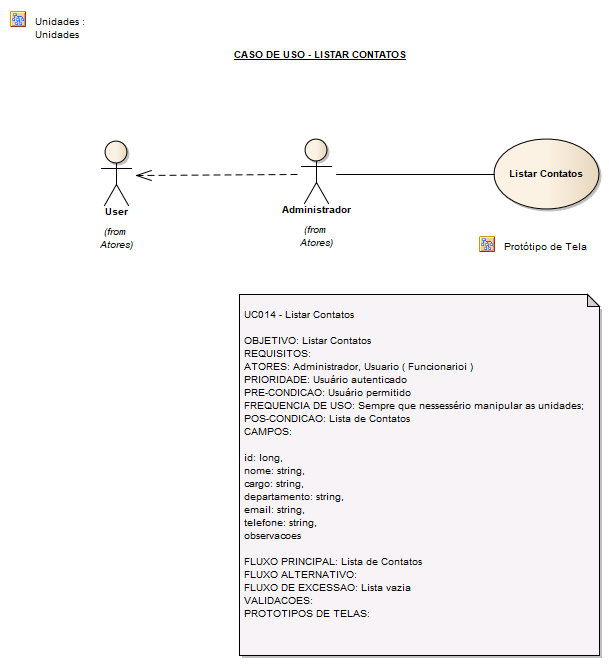 Unidades :
Unidades
CASO DE USO - LISTAR CONTATOS
User
(from
Atores)
Administrador
(from
Atores)
Listar Contatos
Protótipo de Tela
UC014 - Listar Contatos
OBJETIVO: Listar Contatos
REQUISITOS:
ATORES: Administrador, Usuario ( Funcionarioi )
PRIORIDADE: Usuário autenticado
PRE-CONDICAO: Usuário permitido
FREQUENCIA DE USO: Sempre que nessessério manipular as unidades;
POS-CONDICAO: Lista de Contatos
CAMPOS:
id: long,
nome: string,
cargo: string,
departamento: string,
email: string,
telefone: string,
observacoes
FLUXO PRINCIPAL: Lista de Contatos
FLUXO ALTERNATIVO:
FLUXO DE EXCESSAO: Lista vazia
VALIDACOES:
PROTOTIPOS DE TELAS: